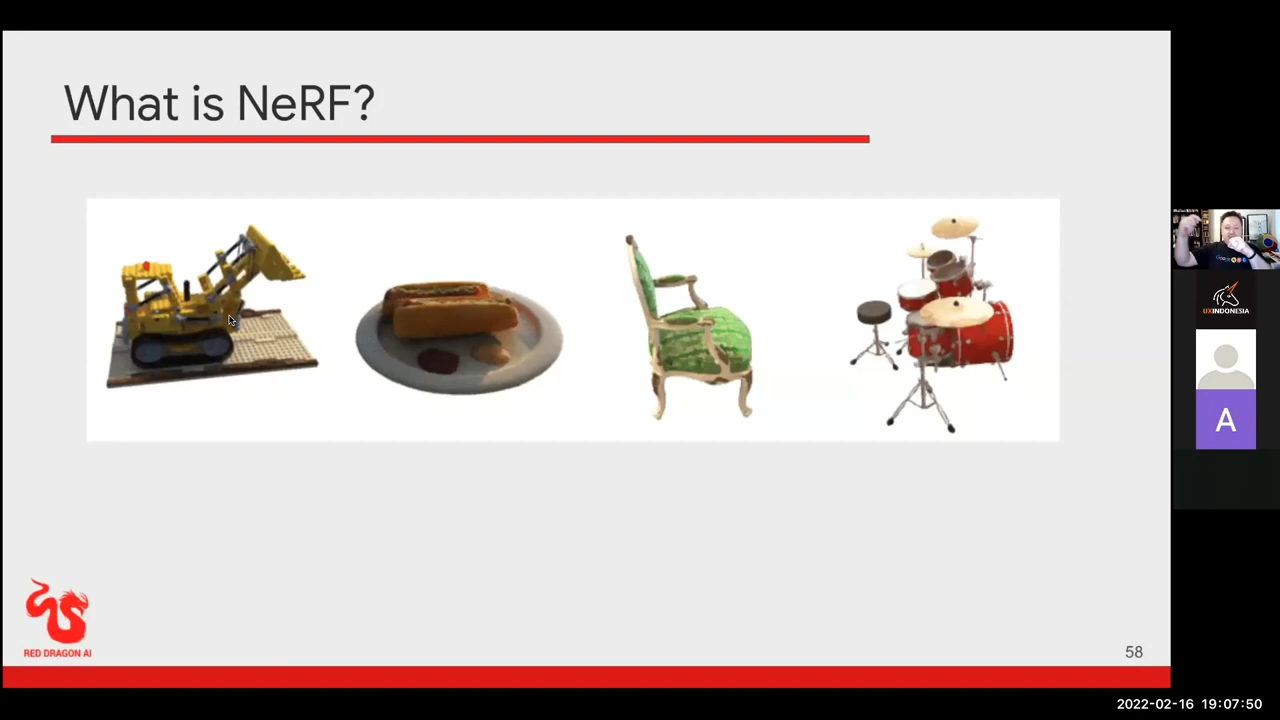 What is NeRF?
RED DRAGON AI
58
UXINDONESIA
A
2022-02-16 19:07:50